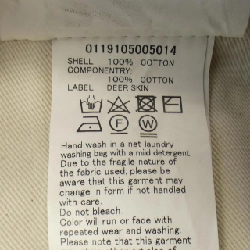 0119105005014
SHELL 100% COTTON
COMPONENTRY:
100% COTTON
LABEL DEER SKIN
Hand wash in a net laundry
washing bag with a mid detergent.
Due to the fragile nature of
the fabric used, please be
aware that this garment may
change in form if not handled
with care.
Do not bleach.
Color will run or face with
repeated wear and washing.
Please note that this garment